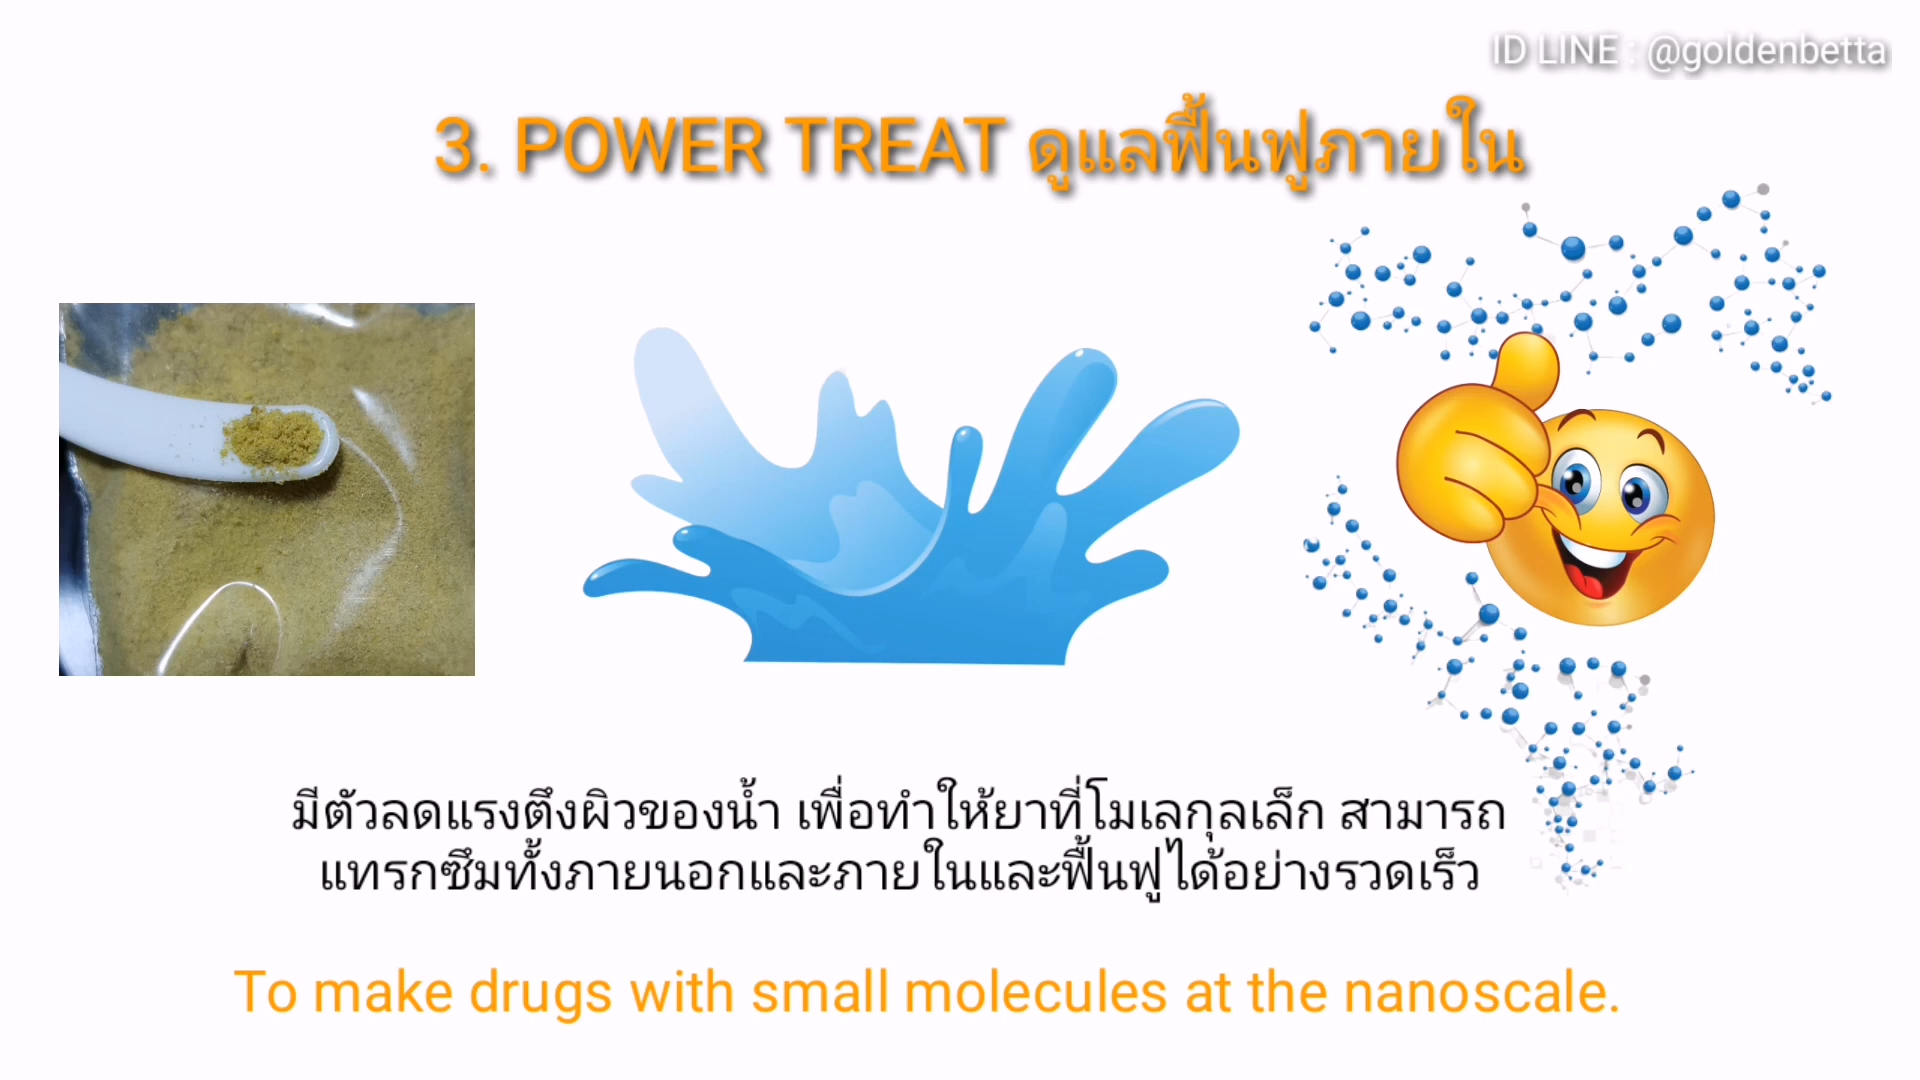 ID LINE : @goldenbetta
3. POWER TREAT ดูแลฟื้นฟูภายใน
มีตัวลดแรงตึงผิวของน้ำ เพื่อทำให้ยาที่โมเลกุลเล็ก สามารถ
แทรกซึมทั้งภายนอกและภายในและฟื้นฟูได้อย่างรวดเร็ว
To make drugs with small molecules at the nanoscale.